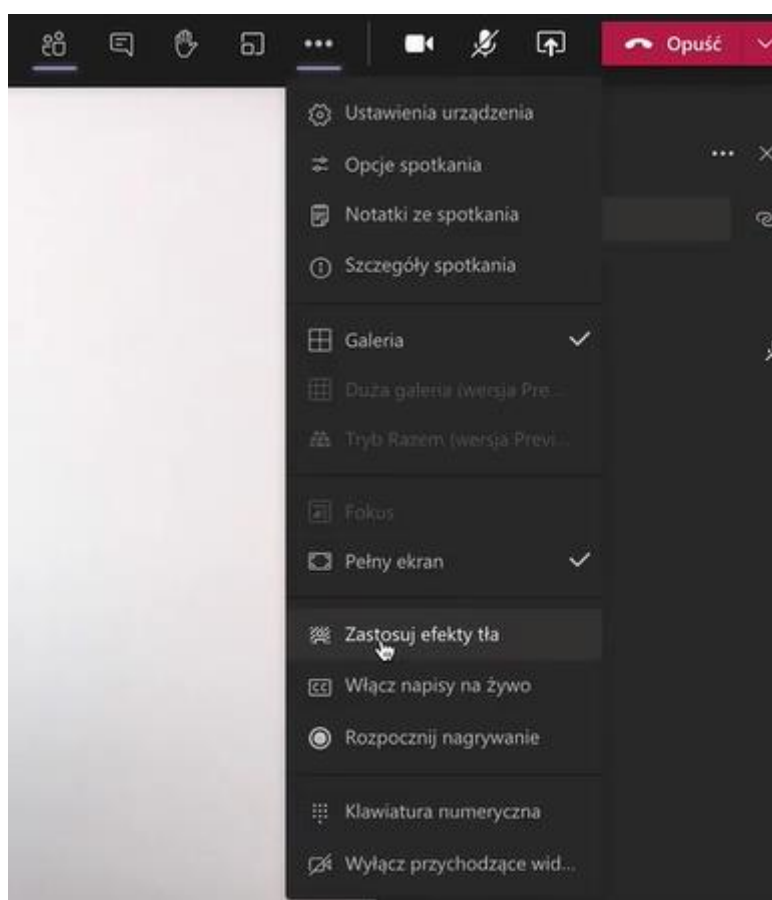 Opuść
Ustawienia urządzenia
Opcje spotkania
Notatki ze spotkania
Szczegóły spotkania
Galeria
Duża galeria (wersja Pre...
Tryb Razem (wersja Previ...
Fokus
Pełny ekran
Zastosuj efekty tła
CC Włącz napisy na żywo
Rozpocznij nagrywanie
Klawiatura numeryczna
Wyłącz przychodzące wid...